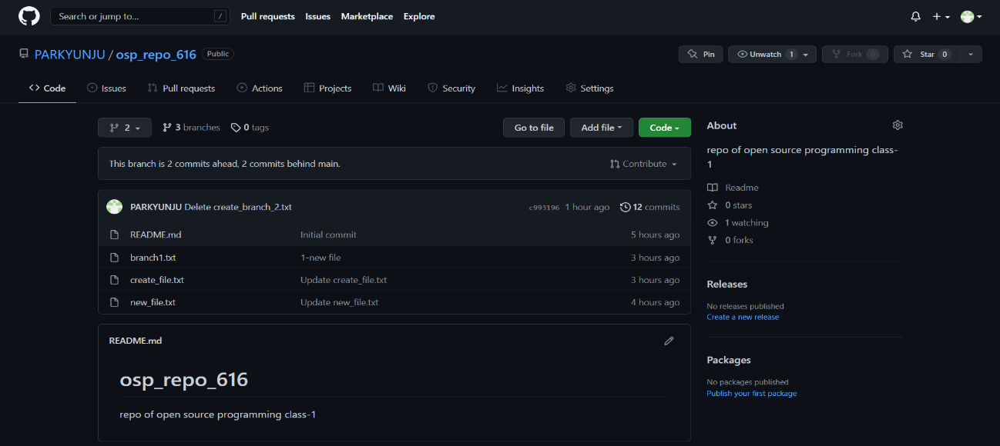 Search or jump to... /
Pull requests Issues Marketplace Explore
PARKYUNJU / osp_repo_616 Public
Pin Unwatch 1 Fork 0 Star 0
Code Issues Pull requests Actions Projects Wiki Security Insights Settings
2 3 branches 0 tags
Go to file Add file Code
This branch is 2 commits ahead, 2 commits behind main.
Contribute
PARKYUNJU Delete create_branch_2.txt c993196 1 hour ago 12 commits
README.md Initial commit 5 hours ago
branch1.txt 1-new file 3 hours ago
create_file.txt Update create_file.txt 3 hours ago
new_file.txt Update new_file.txt 4 hours ago
README.md
osp_repo_616
repo of open source programming class-1
About
repo of open source programming class-
1
Readme
0 stars
1 watching
0 forks
Releases
No releases published
Create a new release
Packages
No packages published
Publish your first package